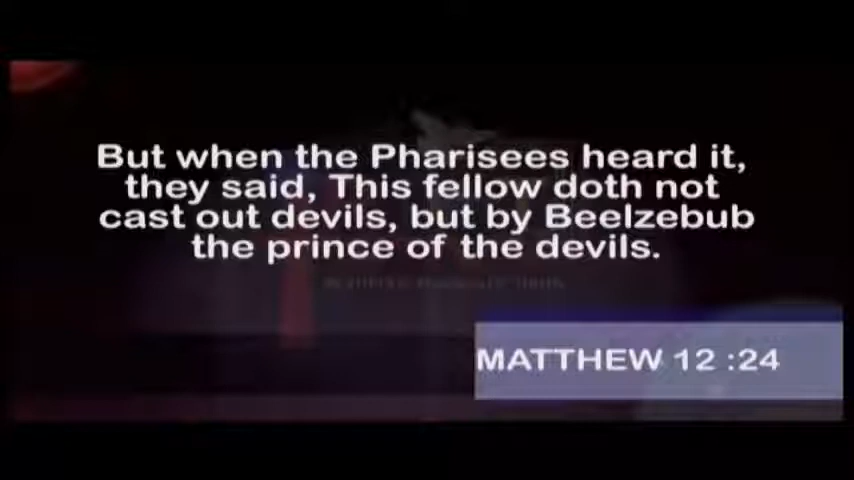 But when the Pharisees heard it,
they said, This fellow doth not
cast out devils, but by Beelzebub
the prince of the devils.
MATTHEW 12 :24